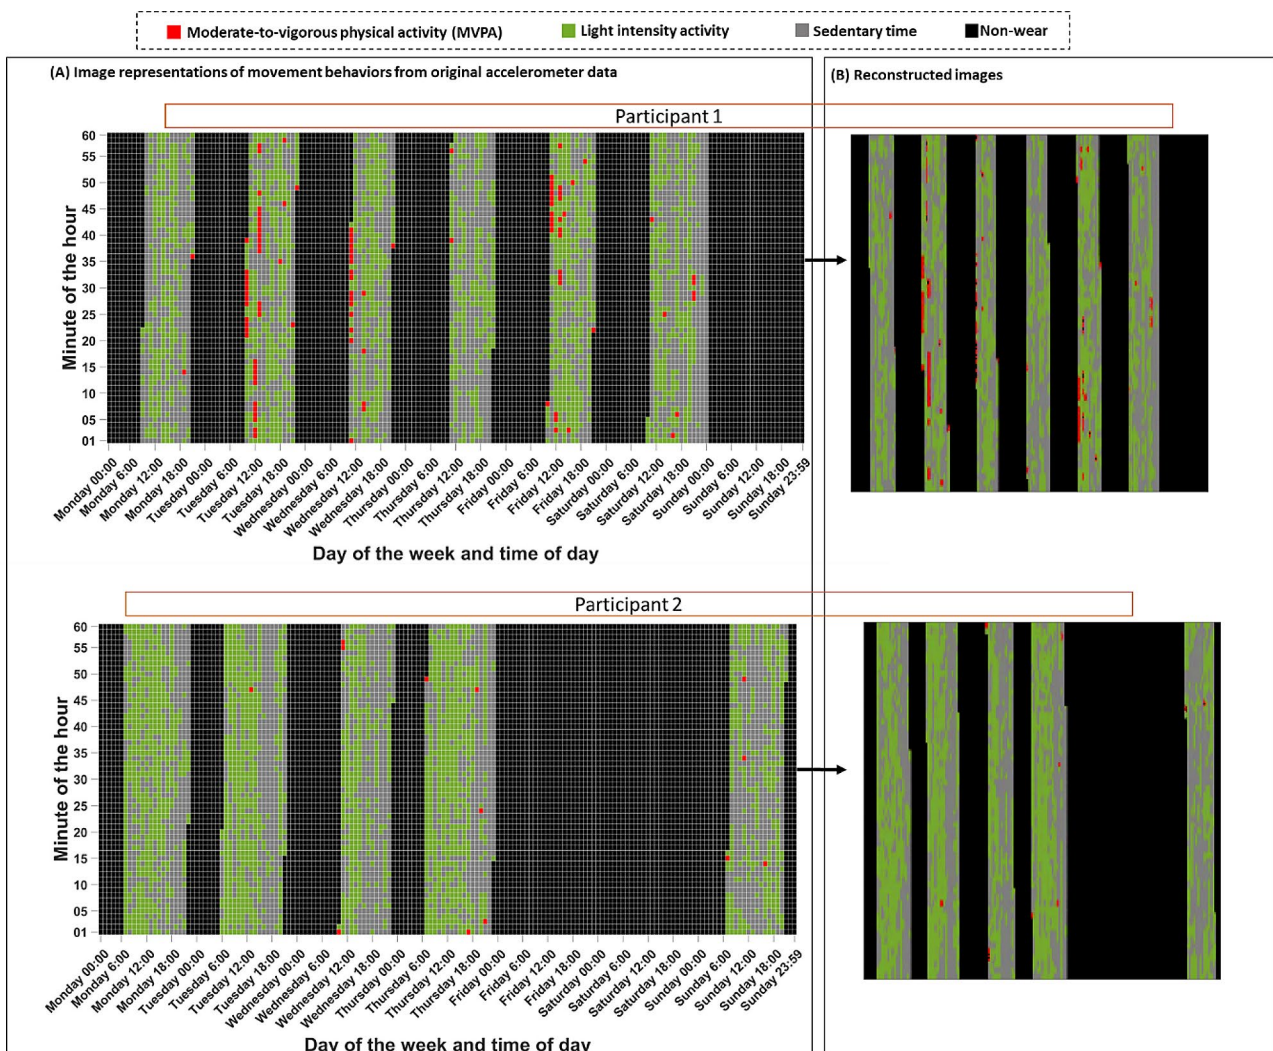 Moderate-to-vigorous physical activity (MVPA) Light intensity activity Sedentary time Non-wear
(A) Image representations of movement behaviors from original accelerometer data
(B) Reconstructed images
Participant 1
Minute of the hour
60
55
50
45
40
35
30
25
20
15
10
05
01
Monday 00:00
Monday 6:00
Monday 12:00
Monday 18:00
Tuesday 00:00
Tuesday 6:00
Tuesday 12:00
Tuesday 18:00
Wednesday 00:00
Wednesday 6:00
Wednesday 12:00
Wednesday 18:00
Thursday 00:00
Thursday 6:00
Thursday 12:00
Thursday 18:00
Friday 00:00
Friday 6:00
Friday 12:00
Friday 18:00
Saturday 00:00
Saturday 6:00
Saturday 12:00
Saturday 18:00
Sunday 00:00
Sunday 6:00
Sunday 12:00
Sunday 18:00
Sunday 23:59
Day of the week and time of day
Participant 2
Minute of the hour
60
55
50
45
40
35
30
25
20
15
10
05
01
Monday 00:00
Monday 6:00
Monday 12:00
Monday 18:00
Tuesday 00:00
Tuesday 6:00
Tuesday 12:00
Tuesday 18:00
Wednesday 00:00
Wednesday 6:00
Wednesday 12:00
Wednesday 18:00
Thursday 00:00
Thursday 6:00
Thursday 12:00
Thursday 18:00
Friday 00:00
Friday 6:00
Friday 12:00
Friday 18:00
Saturday 00:00
Saturday 6:00
Saturday 12:00
Saturday 18:00
Sunday 00:00
Sunday 6:00
Sunday 12:00
Sunday 18:00
Sunday 23:59
Day of the week and time of day